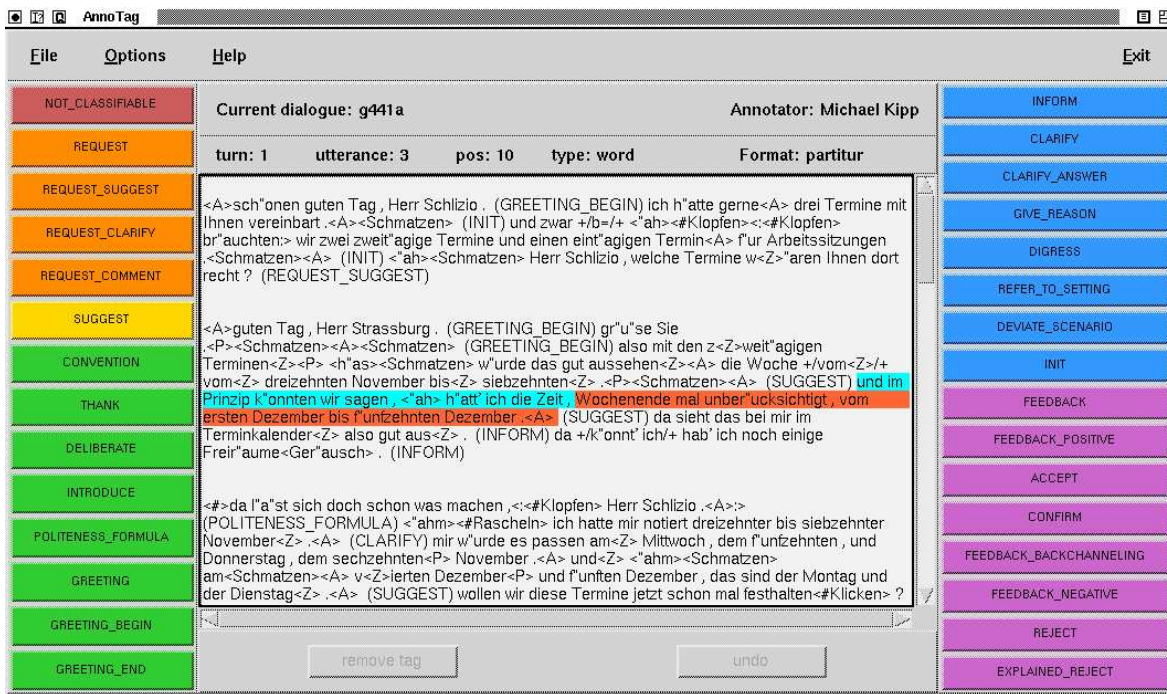 AnnoTag
File Options Help Exit
NOT_CLASSIFIABLE
REQUEST
REQUEST_SUGGEST
REQUEST_CLARIFY
REQUEST_COMMENT
SUGGEST
CONVENTION
THANK
DELIBERATE
INTRODUCE
POLITENESS_FORMULA
GREETING
GREETING_BEGIN
GREETING_END
Current dialogue: g441a Annotator: Michael Kipp
turn: 1 utterance: 3 pos: 10 type: word Format: partitur
<A>sch"onen guten Tag , Herr Schlizio . (GREETING_BEGIN) ich h"atte gerne<A> drei Termine mit
Ihnen vereinbart .<A><Schmatzen> (INIT) und zwar +/b=/+ <"ah><#Klopfen><:<#Klopfen>
br"auchten:> wir zwei zweit"agige Termine und einen eint"agigen Termin<A> f"ur Arbeitssitzungen
.<Schmatzen><A> (INIT) <"ah><Schmatzen> Herr Schlizio , welche Termine w<Z>"aren Ihnen dort
recht ? (REQUEST_SUGGEST)
<A>guten Tag , Herr Strassburg . (GREETING_BEGIN) gr"u"se Sie
.<P><Schmatzen><A><Schmatzen> (GREETING_BEGIN) also mit den z<Z>weit"agigen
Terminen<Z><P> <h"as><Schmatzen> w"urde das gut aussehen<Z><A> die Woche +/vom<Z>/+
vom<Z> dreizehnten November bis<Z> siebzehnten<Z> .<P><Schmatzen><A> (SUGGEST) und im
Prinzip k"onnten wir sagen , <"ah> h"att' ich die Zeit , Wochenende mal unber"ucksichtigt , vom
ersten Dezember bis f"unfzehnten Dezember .<A> (SUGGEST) da sieht das bei mir im
Terminkalender<Z> also gut aus<Z> . (INFORM) da +/k"onnt' ich/+ hab' ich noch einige
Freir"aume<Ger"ausch> . (INFORM)
<#>da l"a"st sich doch schon was machen ,<:<#Klopfen> Herr Schlizio .<A>:>
(POLITENESS_FORMULA) <"ahm><#Rascheln> ich hatte mir notiert dreizehnter bis siebzehnter
November<Z> .<A> (CLARIFY) mir w"urde es passen am<Z> Mittwoch , dem f"unfzehnten , und
Donnerstag , dem sechzehnten<P> November .<A> und<Z> <"ahm><Schmatzen>
am<Schmatzen><A> v<Z>ierten Dezember<P> und f"unften Dezember , das sind der Montag und
der Dienstag<Z> .<A> (SUGGEST) wollen wir diese Termine jetzt schon mal festhalten<#Klicken> ?
remove tag undo
INFORM
CLARIFY
CLARIFY_ANSWER
GIVE_REASON
DIGRESS
REFER_TO_SETTING
DEVIATE_SCENARIO
INIT
FEEDBACK
FEEDBACK_POSITIVE
ACCEPT
CONFIRM
FEEDBACK_BACKCHANNELING
FEEDBACK_NEGATIVE
REJECT
EXPLAINED_REJECT